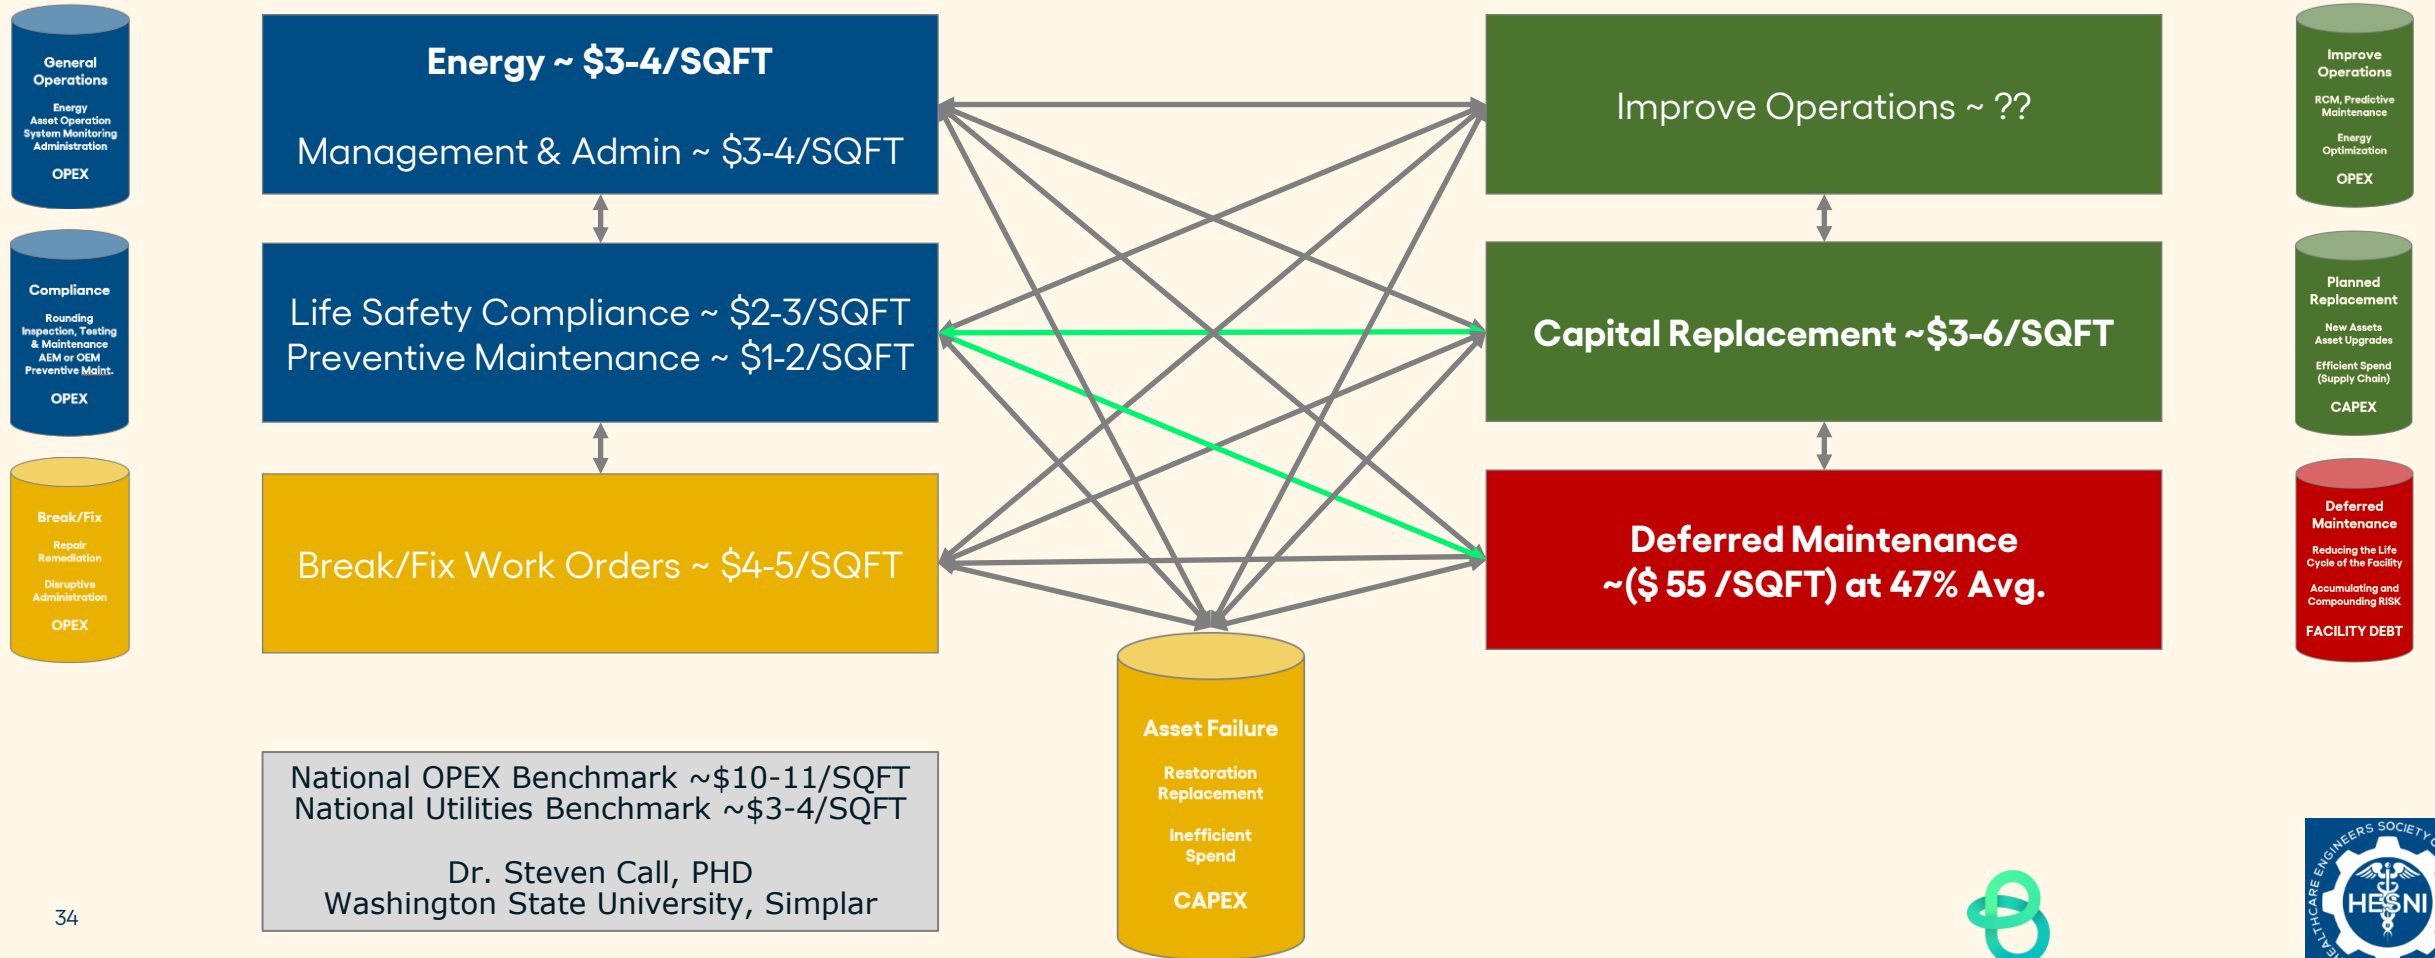 General
Operations
Energy
Asset Operation
System Monitoring
Administration
OPEX
Energy ~ $3-4/SQFT
Management & Admin ~ $3-4/SQFT
Improve Operations ~ ??
Improve
Operations
RCM, Predictive
Maintenance
Energy
Optimization
OPEX
Compliance
Rounding
Inspection, Testing
& Maintenance
AEM or OEM
Preventive Maint.
OPEX
Life Safety Compliance ~ $2-3/SQFT
Preventive Maintenance ~ $1-2/SQFT
Capital Replacement ~$3-6/SQFT
Planned
Replacement
New Assets
Asset Upgrades
Efficient Spend
(Supply Chain)
CAPEX
Break/Fix
Repair
Remediation
Disruptive
Administration
OPEX
Break/Fix Work Orders ~ $4-5/SQFT
Deferred Maintenance
~($ 55 /SQFT) at 47% Avg.
Deferred
Maintenance
Reducing the Life
Cycle of the Facility
Accumulating and
Compounding RISK
FACILITY DEBT
Asset Failure
Restoration
Replacement
Inefficient
Spend
CAPEX
National OPEX Benchmark ~$10-11/SQFT
National Utilities Benchmark ~$3-4/SQFT
Dr. Steven Call, PHD
Washington State University, Simplar
34
ENGINEERS SOCIETY
HESNI